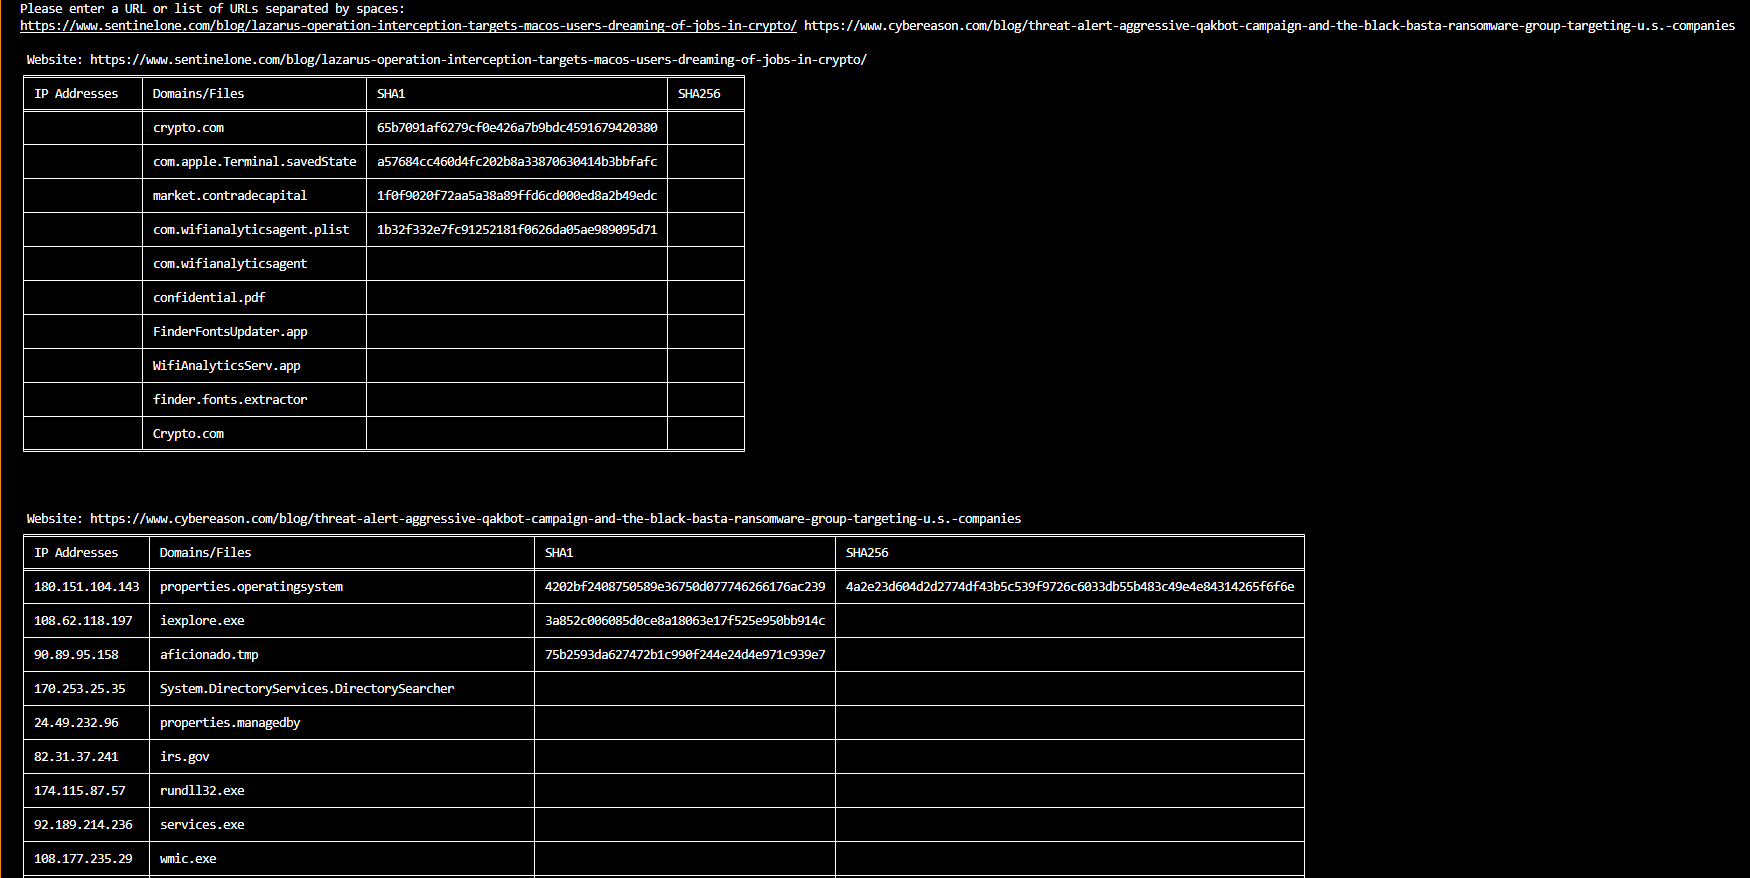 Please enter a URL or list of URLs separated by spaces:
https://www.sentinelone.com/blog/lazarus-operation-interception-targets-macos-users-dreaming-of-jobs-in-crypto/ https://www.cybereason.com/blog/threat-alert-aggressive-qakbot-campaign-and-the-black-basta-ransomware-group-targeting-u.s.-companies
Website: https://www.sentinelone.com/blog/lazarus-operation-interception-targets-macos-users-dreaming-of-jobs-in-crypto/
IP Addresses Domains/Files SHA1 SHA256
crypto.com 65b7091af6279cf0e426a7b9bdc4591679420380
com.apple.Terminal.savedState a57684cc460d4fc202b8a33870630414b3bbfafc
market.contradecapital 1f0f9020f72aa5a38a89ffd6cd000ed8a2b49edc
com.wifianalyticsagent.plist 1b32f332e7fc91252181f0626da05ae989095d71
com.wifianalyticsagent
confidential.pdf
FinderFontsUpdater.app
WifiAnalyticsServ.app
finder.fonts.extractor
Crypto.com
Website: https://www.cybereason.com/blog/threat-alert-aggressive-qakbot-campaign-and-the-black-basta-ransomware-group-targeting-u.s.-companies
IP Addresses Domains/Files SHA1 SHA256
180.151.104.143 properties.operatingsystem 4202bf2408750589e36750d077746266176ac239 4a2e23d604d2d2774df43b5c539f9726c6033db55b483c49e4e84314265f6f6e
108.62.118.197 iexplore.exe 3a852c006085d0ce8a18063e17f525e950bb914c
90.89.95.158 aficionado.tmp 75b2593da627472b1c990f244e24d4e971c939e7
170.253.25.35 System.DirectoryServices.DirectorySearcher
24.49.232.96 properties.managedby
82.31.37.241 irs.gov
174.115.87.57 rundll32.exe
92.189.214.236 services.exe
108.177.235.29 wmic.exe